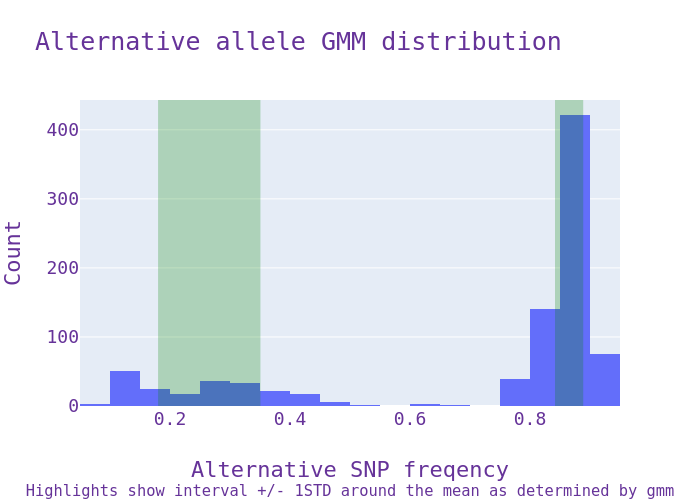 Alternative allele GMM distribution
Count
400
300
200
100
0
0.2 0.4 0.6 0.8
Alternative SNP freqency
Highlights show interval +/- 1STD around the mean as determined by gmm